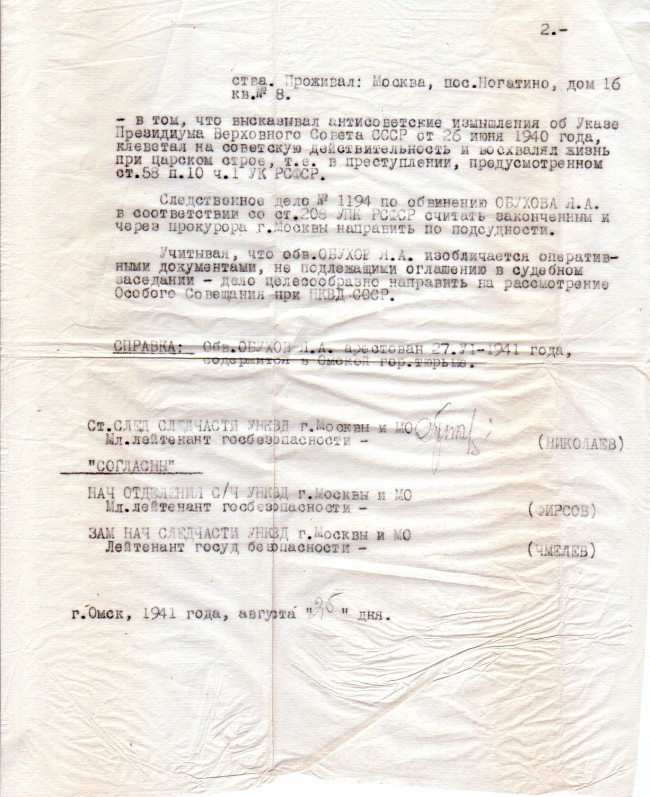 2.-
ства. Проживал: Москва, пос.Ногатино, дом 16
кв.№ 8.
- в том, что высказывал антисоветские измышления об Указе
Президиума Верховного Совета СССР от 26 июня 1940 года,
клеветал на советскую действительность и восхвалял жизнь
при царском строе, т.е. в преступлении, предусмотренном
ст.58 п.10 ч.1 УК РСФСР.
Следственное дело № 1194 по обвинению ОБУХОВА Я.А.
в соответствии со ст.208 УПК РСФСР считать законченным и
через прокурора г.Москвы направить по подсудности.
Учитывая, что обв.ОБУХОВ Я.А. изобличается оператив-
ными документами, не подлежащими оглашению в судебном
заседании - дело целесообразно направить на рассмотрение
Особого Совещания при НКВД СССР.
СПРАВКА: Обв.ОБУХОВ Я.А. арестован 27.УІ-1941 года,
содержится в Омской гор.тюрьме.
Ст.СЛЕД СЛЕДЧАСТИ УНКВД г.Москвы и МО
Мл.лейтенант госбезопасности -
(НИКОЛАЕВ)
"СОГЛАСНЫ"
НАЧ ОТДЕЛЕНИЯ С/Ч УНКВД г.Москвы и МО
Мл.лейтенант госбезопасности -
(ФИРСОВ)
ЗАМ НАЧ СЛЕДЧАСТИ УНКВД г.Москвы и МО
Лейтенант госуд безопасности -
(ЧМЕЛЕВ)
г.Омск, 1941 года, августа " " дня.